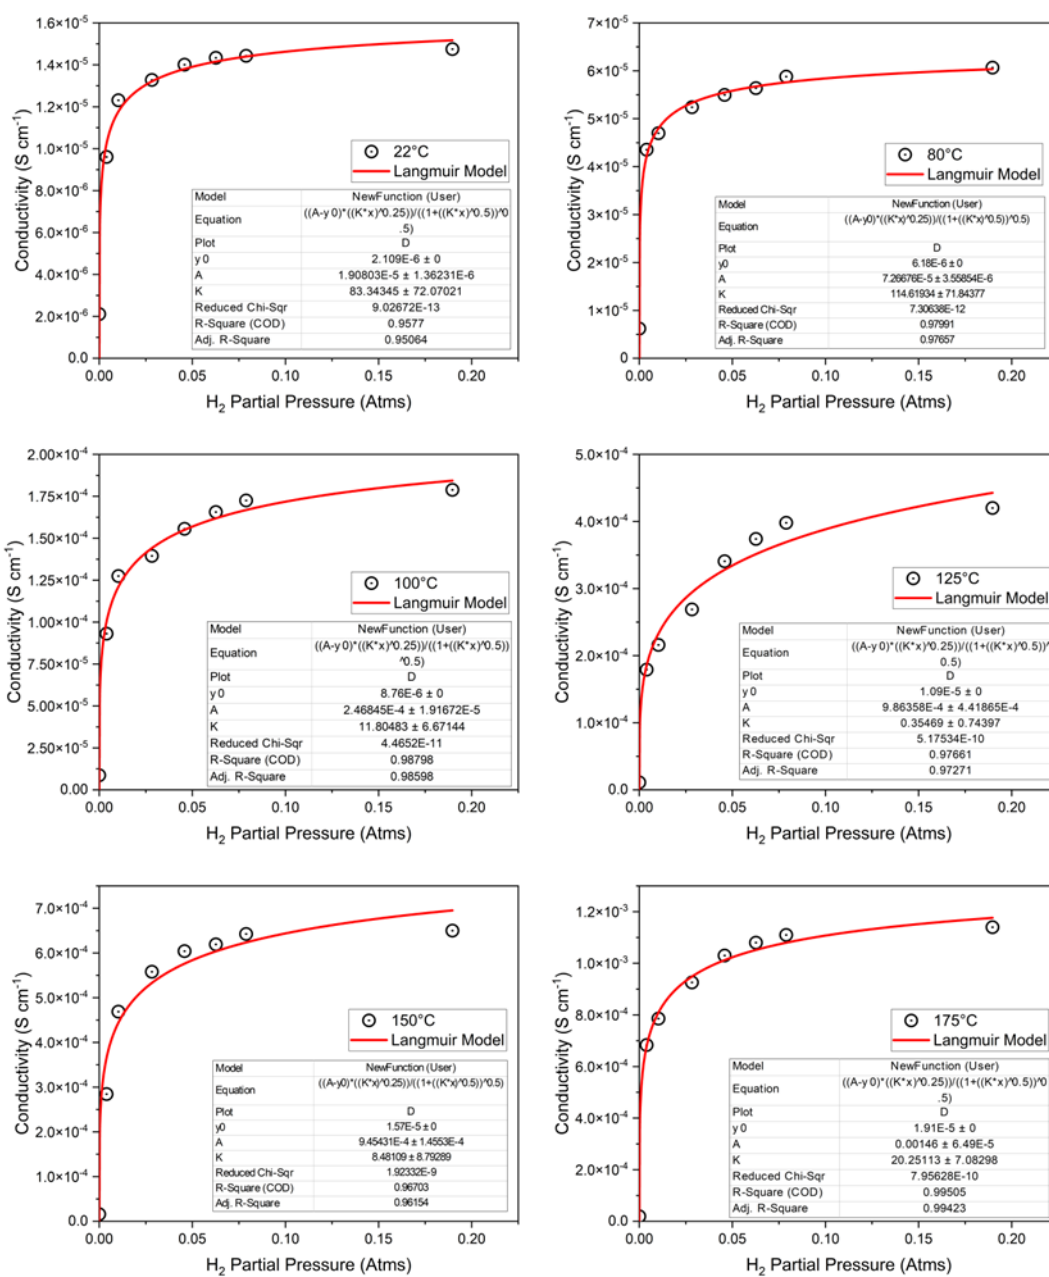 1.6×10⁻⁵
1.4×10⁻⁵
1.2×10⁻⁵
1.0×10⁻⁵
8.0×10⁻⁶
6.0×10⁻⁶
4.0×10⁻⁶
2.0×10⁻⁶
0.0
Conductivity (S cm⁻¹)
22°C
Langmuir Model
Model NewFunction (User)
Equation ((A-y0)*((K*x)^0.25))/((1+((K*x)^0.5))^0
.5)
Plot D
y0 2.109E-6 ± 0
A 1.90803E-5 ± 1.36231E-6
K 83.34345 ± 72.07021
Reduced Chi-Sqr 9.02672E-13
R-Square (COD) 0.9577
Adj. R-Square 0.95064
0.00 0.05 0.10 0.15 0.20
H₂ Partial Pressure (Atms)
7×10⁻⁵
6×10⁻⁵
5×10⁻⁵
4×10⁻⁵
3×10⁻⁵
2×10⁻⁵
1×10⁻⁵
0
Conductivity (S cm⁻¹)
80°C
Langmuir Model
Model NewFunction (User)
Equation ((A-y0)*((K*x)^0.25))/((1+((K*x)^0.5))^0.5)
Plot D
y0 6.18E-6 ± 0
A 7.26676E-5 ± 3.55854E-6
K 114.61934 ± 71.84377
Reduced Chi-Sqr 7.30638E-12
R-Square (COD) 0.97991
Adj. R-Square 0.97657
0.00 0.05 0.10 0.15 0.20
H₂ Partial Pressure (Atms)
2.00×10⁻⁴
1.75×10⁻⁴
1.50×10⁻⁴
1.25×10⁻⁴
1.00×10⁻⁴
7.50×10⁻⁵
5.00×10⁻⁵
2.50×10⁻⁵
0.00
Conductivity (S cm⁻¹)
100°C
Langmuir Model
Model NewFunction (User)
Equation ((A-y0)*((K*x)^0.25))/((1+((K*x)^0.5))
^0.5)
Plot D
y0 8.76E-6 ± 0
A 2.46845E-4 ± 1.91672E-5
K 11.80483 ± 6.67144
Reduced Chi-Sqr 4.4652E-11
R-Square (COD) 0.98798
Adj. R-Square 0.98598
0.00 0.05 0.10 0.15 0.20
H₂ Partial Pressure (Atms)
5.0×10⁻⁴
4.0×10⁻⁴
3.0×10⁻⁴
2.0×10⁻⁴
1.0×10⁻⁴
0.0
Conductivity (S cm⁻¹)
125°C
Langmuir Model
Model NewFunction (User)
Equation ((A-y0)*((K*x)^0.25))/((1+((K*x)^0.5))^
0.5)
Plot D
y0 1.09E-5 ± 0
A 9.86358E-4 ± 4.41865E-4
K 0.35469 ± 0.74397
Reduced Chi-Sqr 5.17534E-10
R-Square (COD) 0.97661
Adj. R-Square 0.97271
0.00 0.05 0.10 0.15 0.20
H₂ Partial Pressure (Atms)
7.0×10⁻⁴
6.0×10⁻⁴
5.0×10⁻⁴
4.0×10⁻⁴
3.0×10⁻⁴
2.0×10⁻⁴
1.0×10⁻⁴
0.0
Conductivity (S cm⁻¹)
150°C
Langmuir Model
Model NewFunction (User)
Equation ((A-y0)*((K*x)^0.25))/((1+((K*x)^0.5))^0.5)
Plot D
y0 1.57E-5 ± 0
A 9.45431E-4 ± 1.4553E-4
K 8.48109 ± 8.79289
Reduced Chi-Sqr 1.92332E-9
R-Square (COD) 0.96703
Adj. R-Square 0.96154
0.00 0.05 0.10 0.15 0.20
H₂ Partial Pressure (Atms)
1.2×10⁻³
1.0×10⁻³
8.0×10⁻⁴
6.0×10⁻⁴
4.0×10⁻⁴
2.0×10⁻⁴
0.0
Conductivity (S cm⁻¹)
175°C
Langmuir Model
Model NewFunction (User)
Equation ((A-y0)*((K*x)^0.25))/((1+((K*x)^0.5))^0
.5)
Plot D
y0 1.91E-5 ± 0
A 0.00146 ± 6.49E-5
K 20.25113 ± 7.08298
Reduced Chi-Sqr 7.95628E-10
R-Square (COD) 0.99505
Adj. R-Square 0.99423
0.00 0.05 0.10 0.15 0.20
H₂ Partial Pressure (Atms)